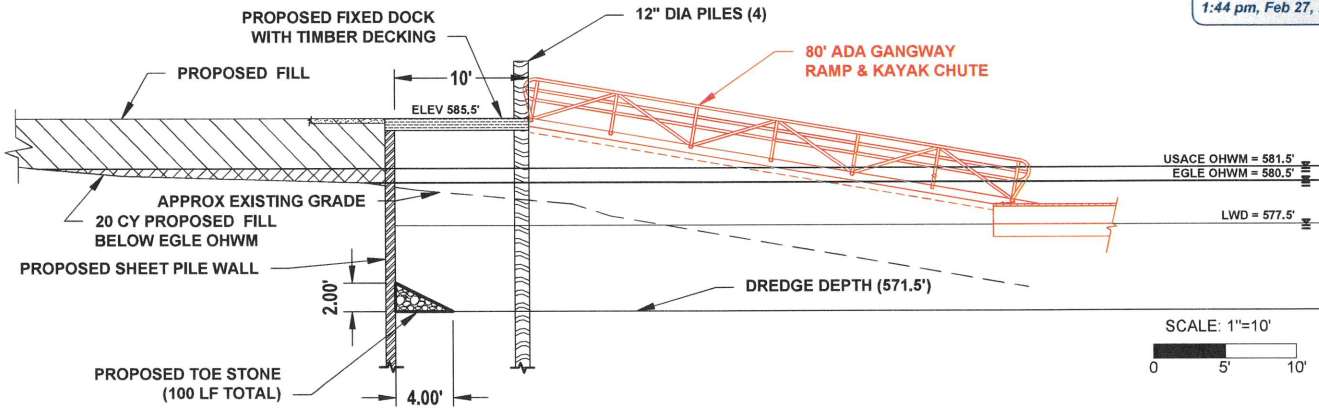 1:44 pm, Feb 27,
PROPOSED FIXED DOCK
WITH TIMBER DECKING
12" DIA PILES (4)
PROPOSED FILL
80' ADA GANGWAY
RAMP & KAYAK CHUTE
10'
ELEV 585.5'
USACE OHWM = 581.5'
EGLE OHWM = 580.5'
APPROX EXISTING GRADE
20 CY PROPOSED FILL
BELOW EGLE OHWM
LWD = 577.5'
PROPOSED SHEET PILE WALL
2.00'
DREDGE DEPTH (571.5')
SCALE: 1"=10'
0 5' 10'
PROPOSED TOE STONE
(100 LF TOTAL)
4.00'